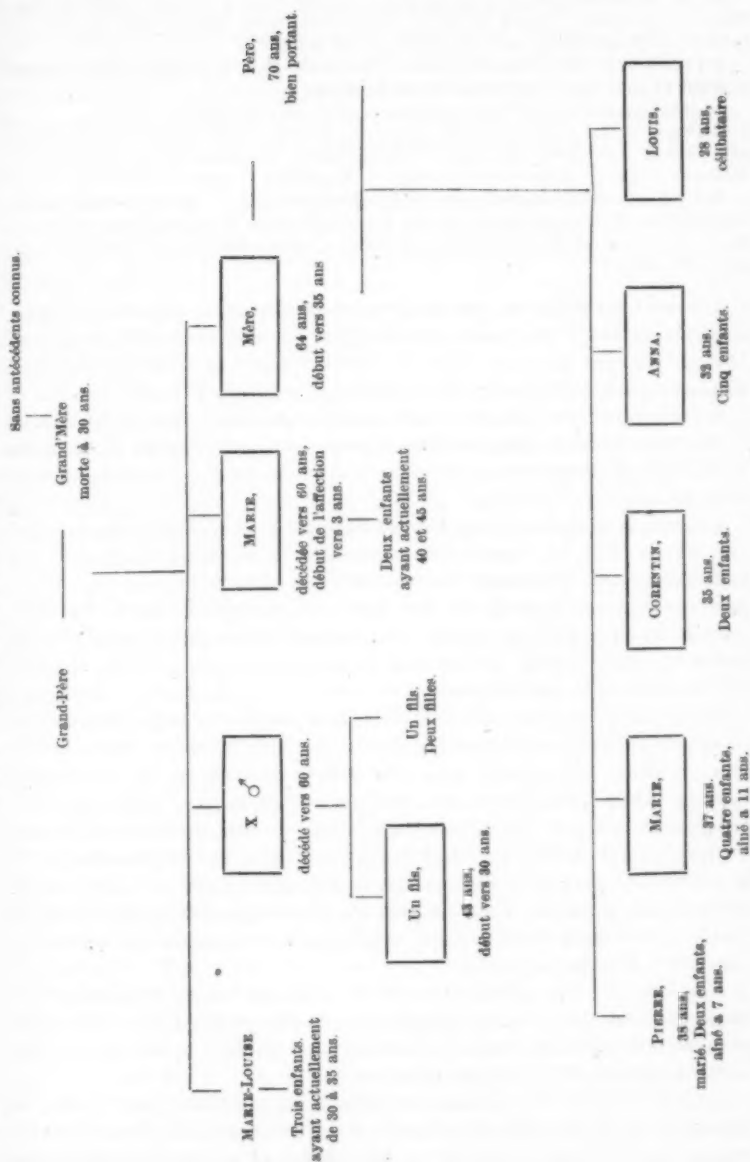 Sans antécédents connus.
Grand-Père
Grand'Mère
morte à 30 ans.
MARIE-LOUISE
Trois enfants
ayant actuellement
de 30 à 35 ans.
X ♂
décédé vers 60 ans.
Un fils,
43 ans,
début vers 30 ans.
Un fils.
Deux filles.
MARIE,
décédée vers 60 ans,
début de l'affection
vers 3 ans.
Deux enfants
ayant actuellement
40 et 45 ans.
Mère,
64 ans,
début vers 35 ans
Père,
70 ans,
bien portant.
PIERRE,
38 ans,
marié. Deux enfants,
aîné a 7 ans.
MARIE,
37 ans.
Quatre enfants,
aîné a 11 ans.
CORENTIN,
35 ans.
Deux enfants.
ANNA,
32 ans.
Cinq enfants.
LOUIS,
28 ans,
célibataire.